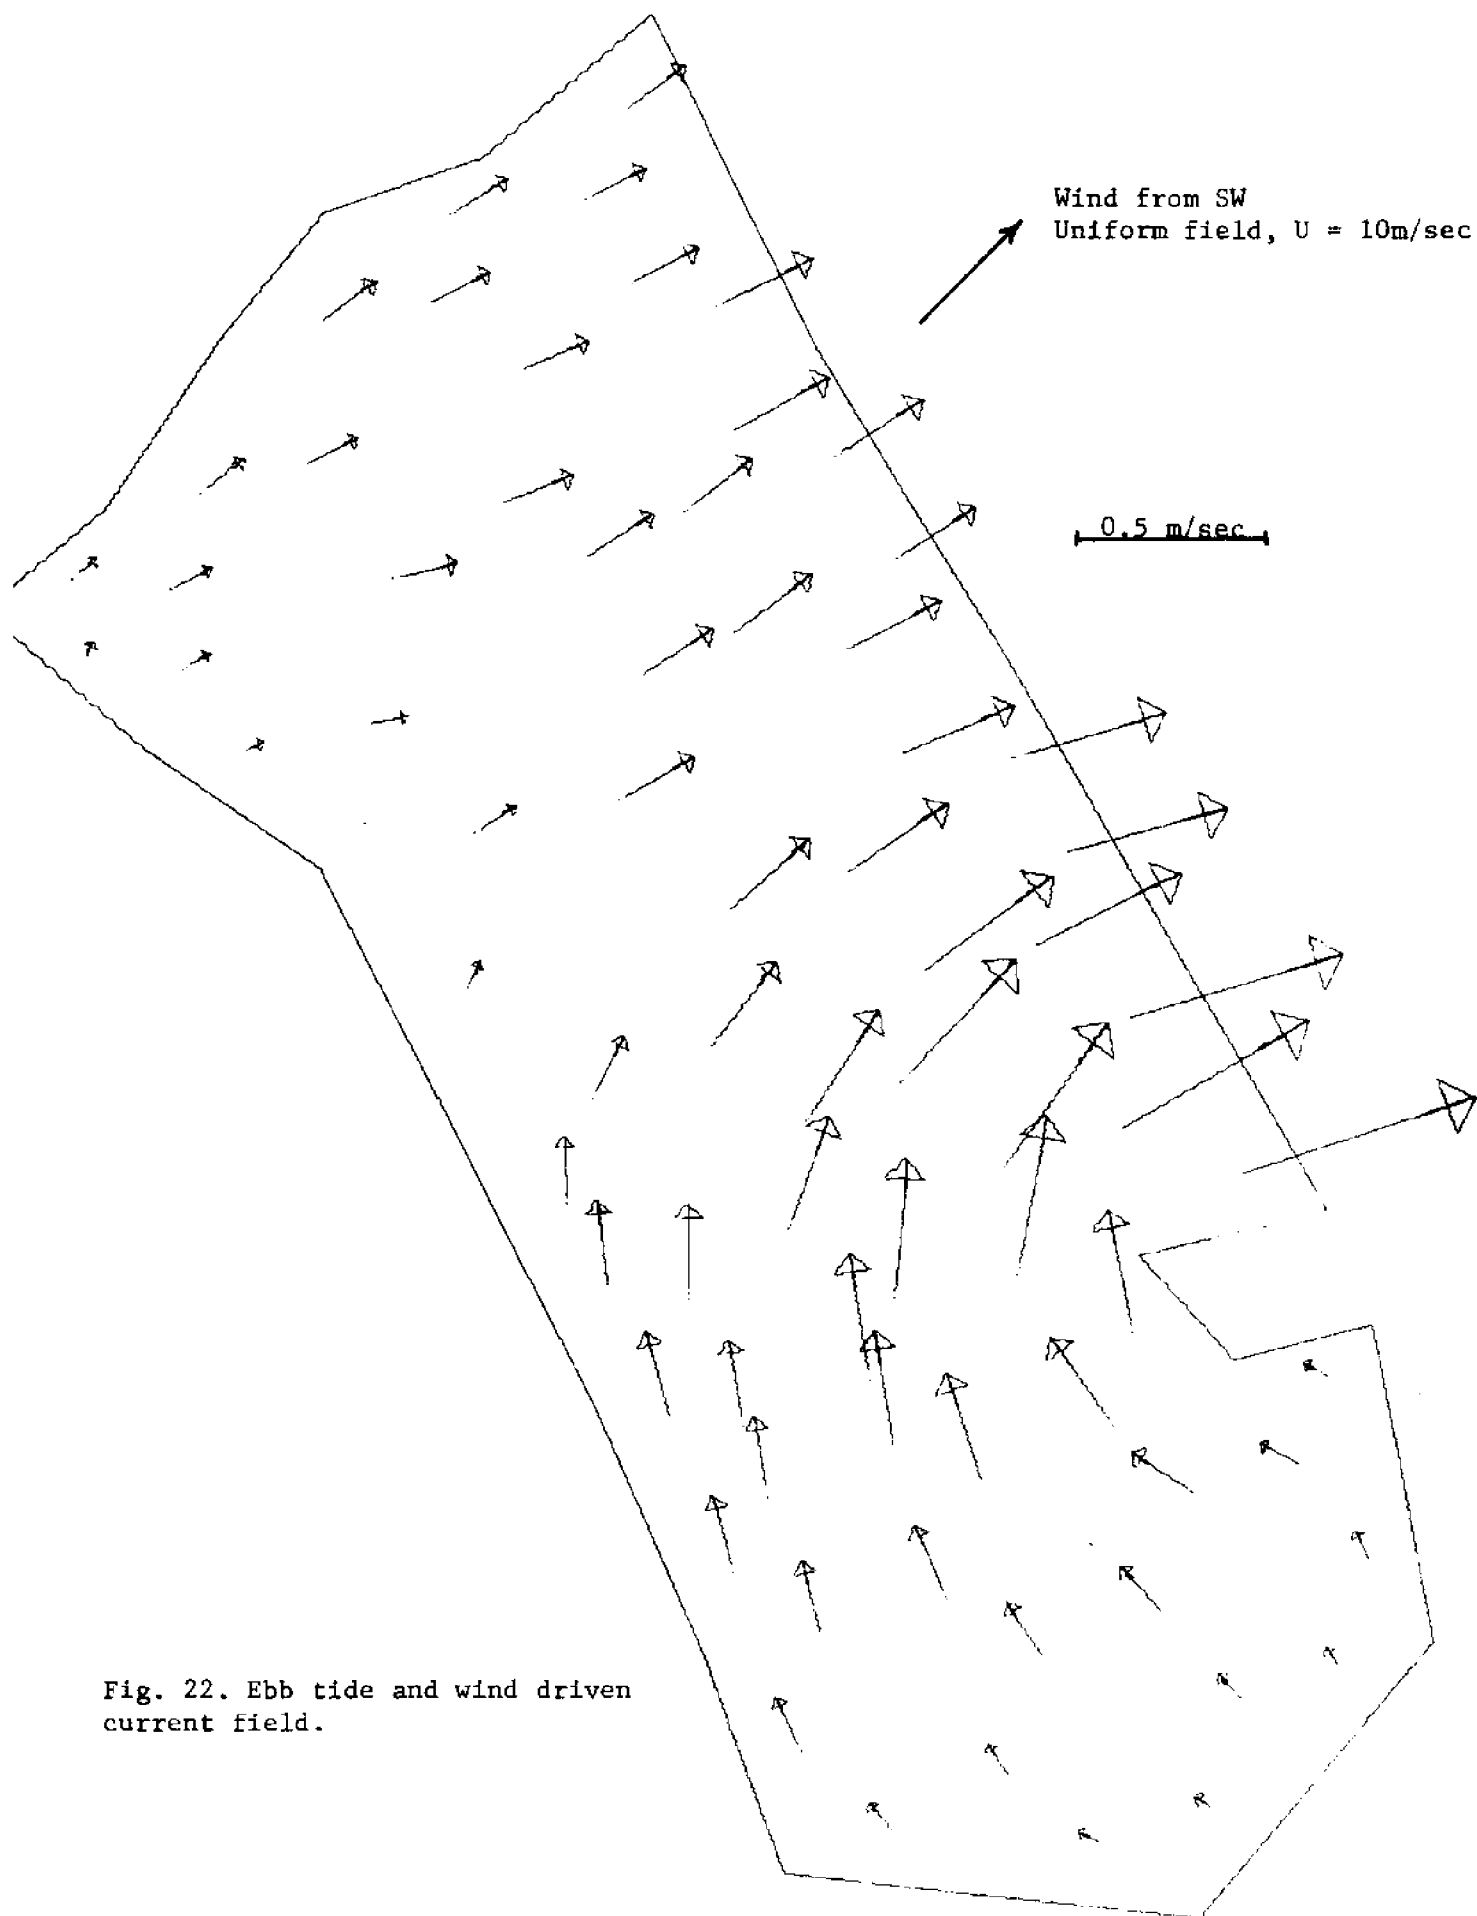 Wind from SW
Uniform field, U = 10m/sec
0.5 m/sec
Fig. 22. Ebb tide and wind driven
current field.